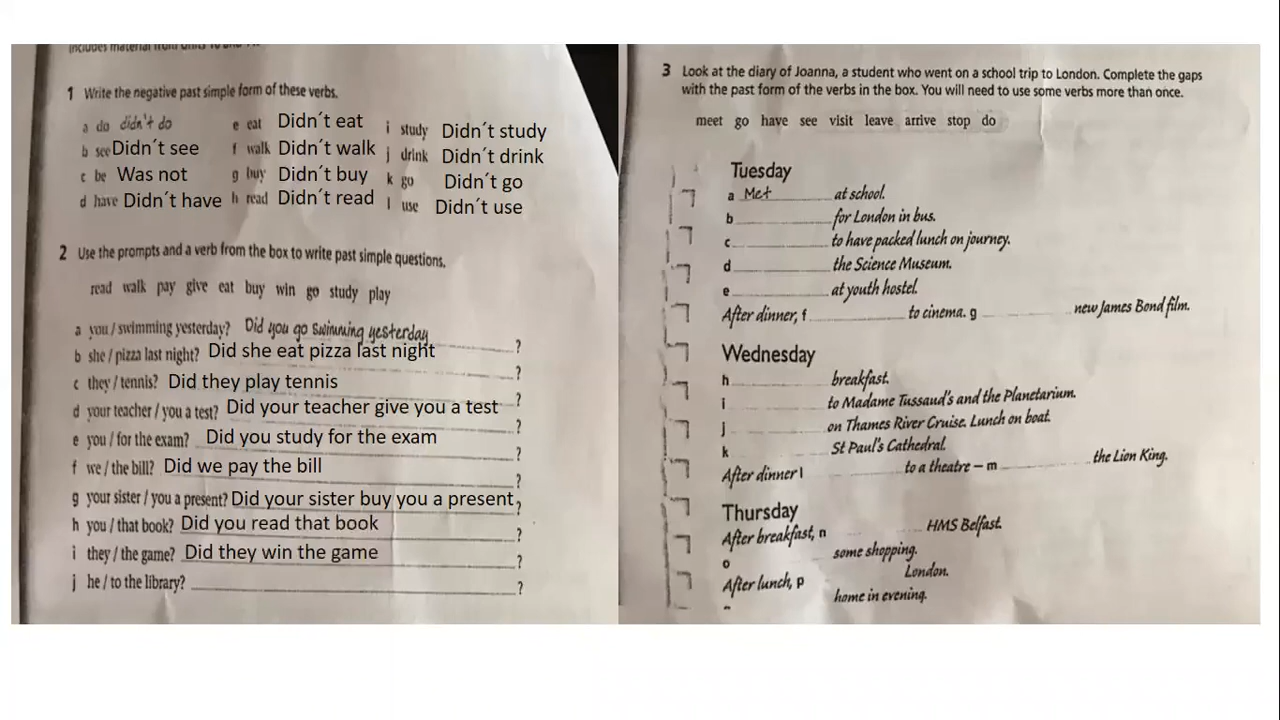 includes material from Units 10 and
1 Write the negative past simple form of these verbs.
a do didn't do e eat Didn´t eat i study Didn´t study
b see Didn´t see f walk Didn´t walk j drink Didn´t drink
c be Was not g buy Didn´t buy k go Didn´t go
d have Didn´t have h read Didn´t read l use Didn´t use
2 Use the prompts and a verb from the box to write past simple questions.
read walk pay give eat buy win go study play
a you / swimming yesterday? Did you go swimming yesterday ?
b she / pizza last night? Did she eat pizza last night ?
c they / tennis? Did they play tennis ?
d your teacher / you a test? Did your teacher give you a test ?
e you / for the exam? Did you study for the exam ?
f we / the bill? Did we pay the bill ?
g your sister / you a present? Did your sister buy you a present ?
h you / that book? Did you read that book ?
i they / the game? Did they win the game ?
j he / to the library? ?
3 Look at the diary of Joanna, a student who went on a school trip to London. Complete the gaps
with the past form of the verbs in the box. You will need to use some verbs more than once.
meet go have see visit leave arrive stop do
Tuesday
a Met at school.
b for London in bus.
c to have packed lunch on journey.
d the Science Museum.
e at youth hostel.
After dinner, f to cinema. g new James Bond film.
Wednesday
h breakfast.
i to Madame Tussaud's and the Planetarium.
j on Thames River Cruise. Lunch on boat.
k St Paul's Cathedral.
After dinner l to a theatre – m the Lion King.
Thursday
After breakfast, n HMS Belfast.
o some shopping.
After lunch, p London.
home in evening.